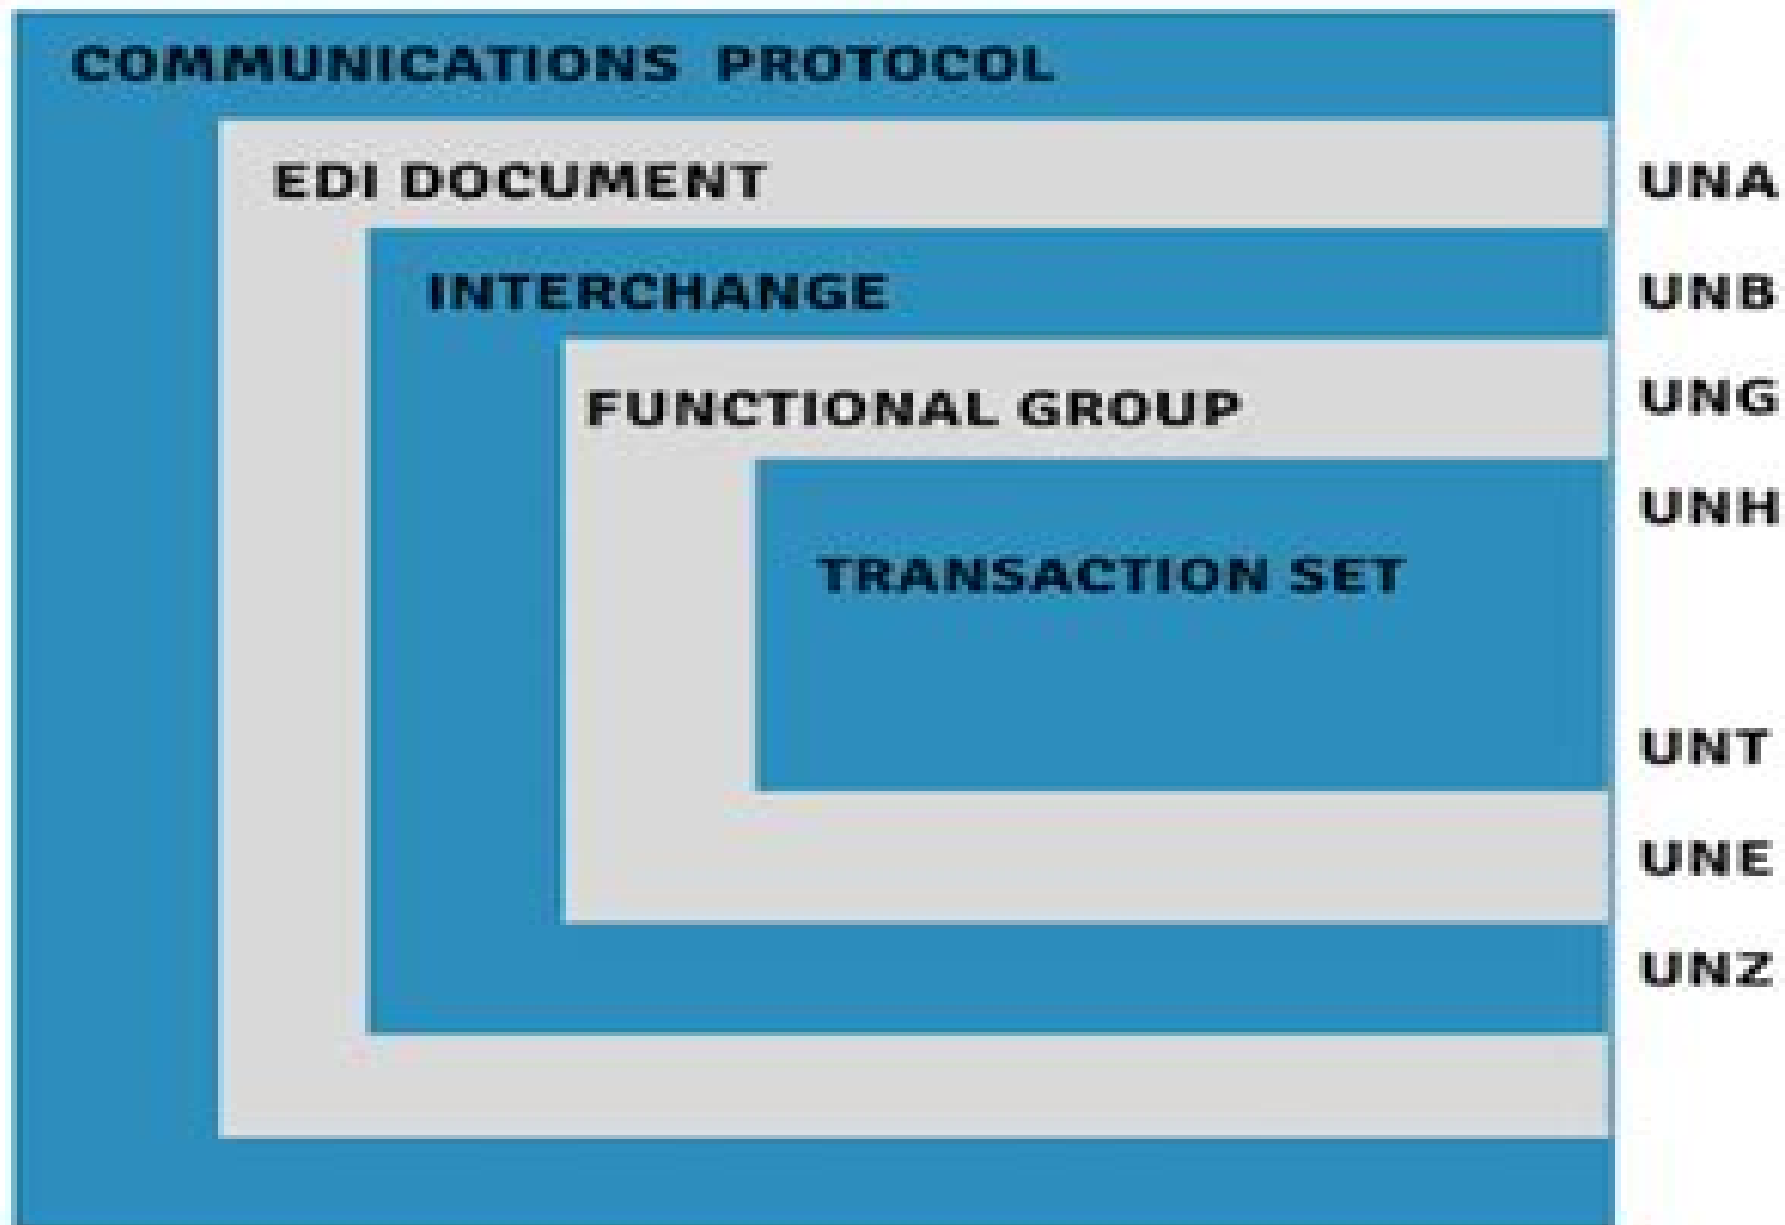 COMMUNICATIONS PROTOCOL
EDI DOCUMENT UNA
INTERCHANGE UNB
FUNCTIONAL GROUP UNG
UNH
TRANSACTION SET
UNT
UNE
UNZ